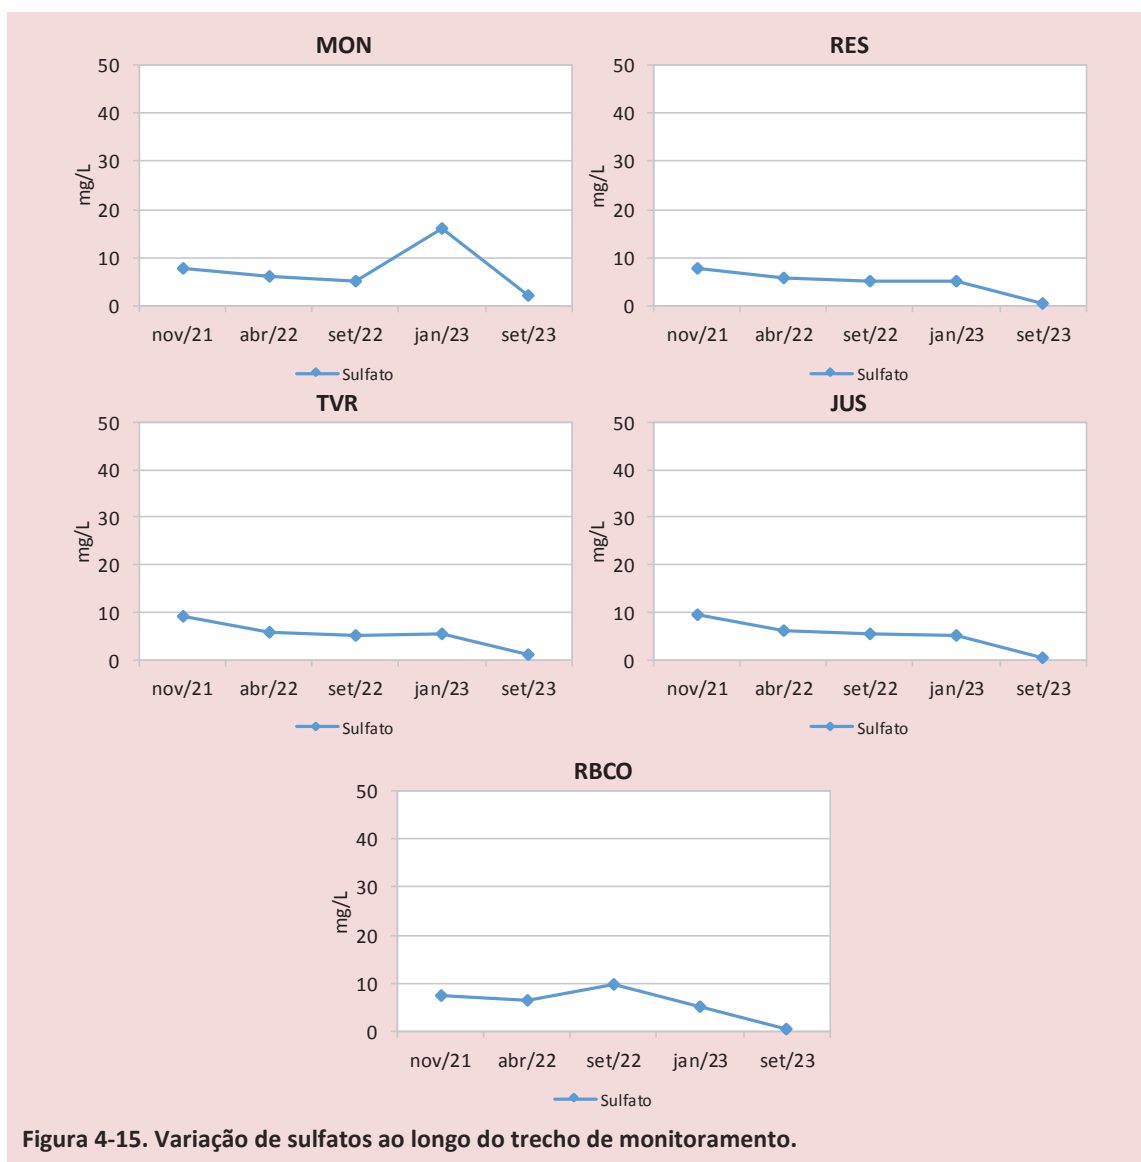 MON
50
40
30
20
10
0
mg/L
nov/21 abr/22 set/22 jan/23 set/23
Sulfato
RES
50
40
30
20
10
0
mg/L
nov/21 abr/22 set/22 jan/23 set/23
Sulfato
TVR
50
40
30
20
10
0
mg/L
nov/21 abr/22 set/22 jan/23 set/23
Sulfato
JUS
50
40
30
20
10
0
mg/L
nov/21 abr/22 set/22 jan/23 set/23
Sulfato
RBCO
50
40
30
20
10
0
mg/L
nov/21 abr/22 set/22 jan/23 set/23
Sulfato
Figura 4-15. Variação de sulfatos ao longo do trecho de monitoramento.